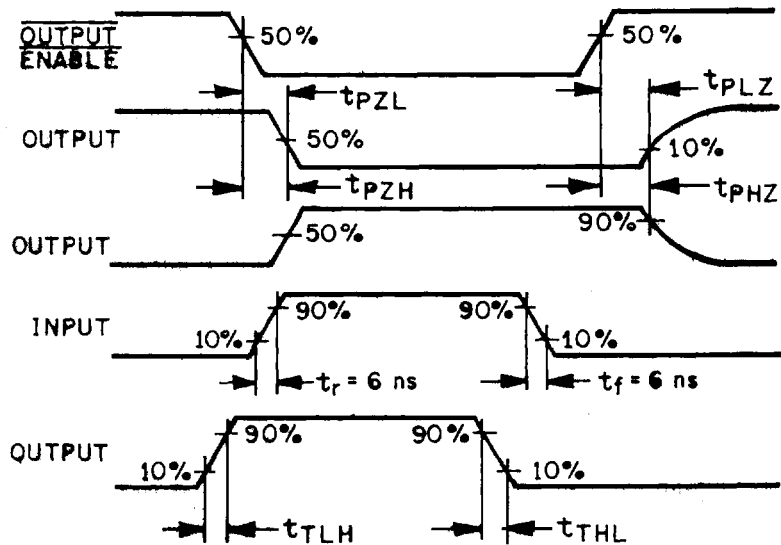 OUTPUT
ENABLE
50%
50%
tPZL
tPLZ
OUTPUT
50%
10%
tPZH
tPHZ
OUTPUT
50%
90%
INPUT
10%
90%
90%
10%
tr = 6 ns
tf = 6 ns
OUTPUT
10%
90%
90%
10%
tTLH
tTHL